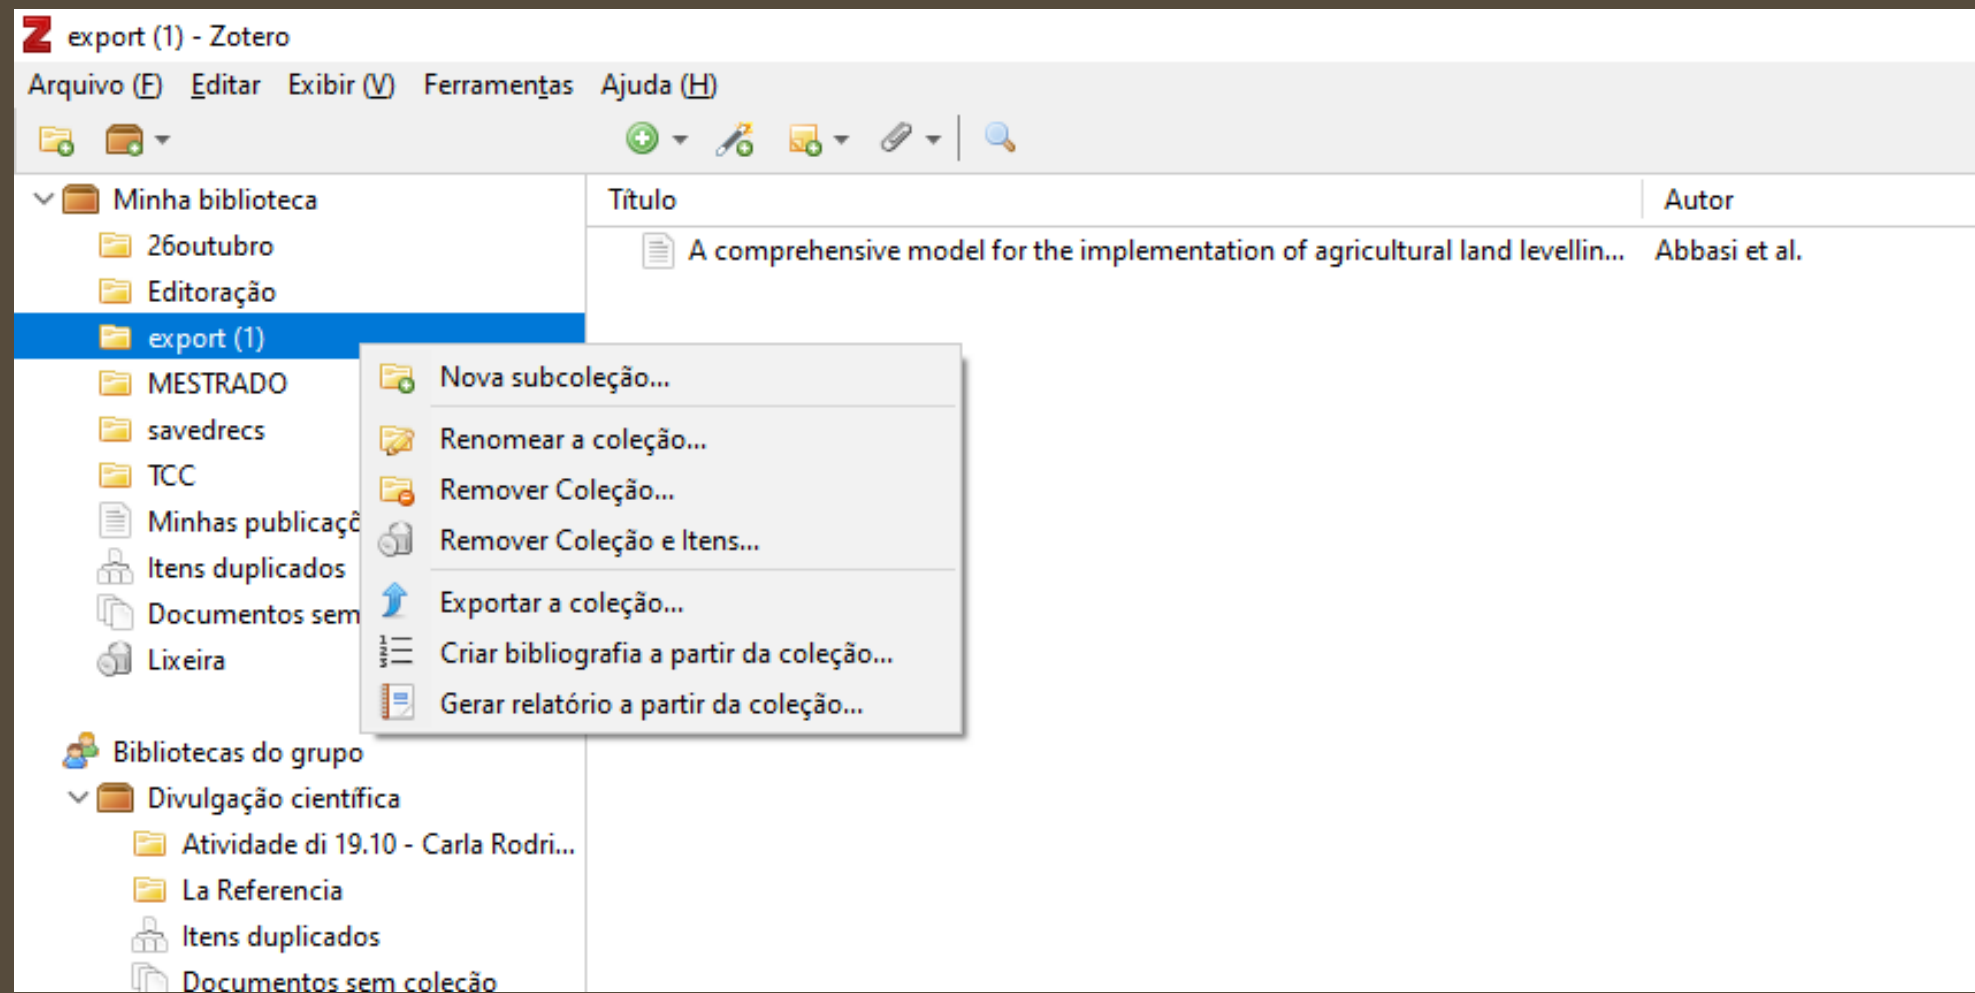 export (1) - Zotero
Arquivo (F) Editar Exibir (V) Ferramentas Ajuda (H)
Minha biblioteca
26outubro
Editoração
export (1)
MESTRADO
savedrecs
TCC
Minhas publicaçõ
Itens duplicados
Documentos sem
Lixeira
Bibliotecas do grupo
Divulgação científica
Atividade di 19.10 - Carla Rodri...
La Referencia
Itens duplicados
Documentos sem coleção
Nova subcoleção...
Renomear a coleção...
Remover Coleção...
Remover Coleção e Itens...
Exportar a coleção...
Criar bibliografia a partir da coleção...
Gerar relatório a partir da coleção...
Título Autor
A comprehensive model for the implementation of agricultural land levellin... Abbasi et al.